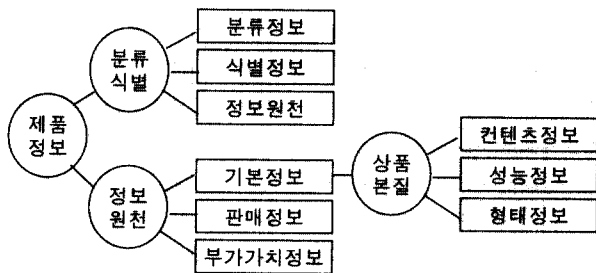 분류정보
분류
식별
식별정보
정보원천
제품
정보
정보
원천
기본정보
판매정보
부가가치정보
상품
본질
컨텐츠정보
성능정보
형태정보